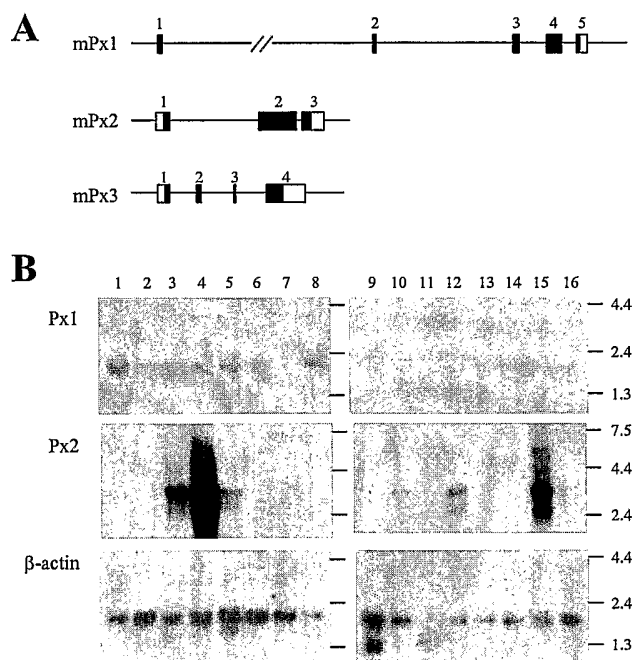 A
mPx1 1 2 3 4 5
mPx2 1 2 3
mPx3 1 2 3 4
B
1 2 3 4 5 6 7 8 9 10 11 12 13 14 15 16
Px1
4.4
2.4
1.3
Px2
7.5
4.4
2.4
β-actin
4.4
2.4
1.3